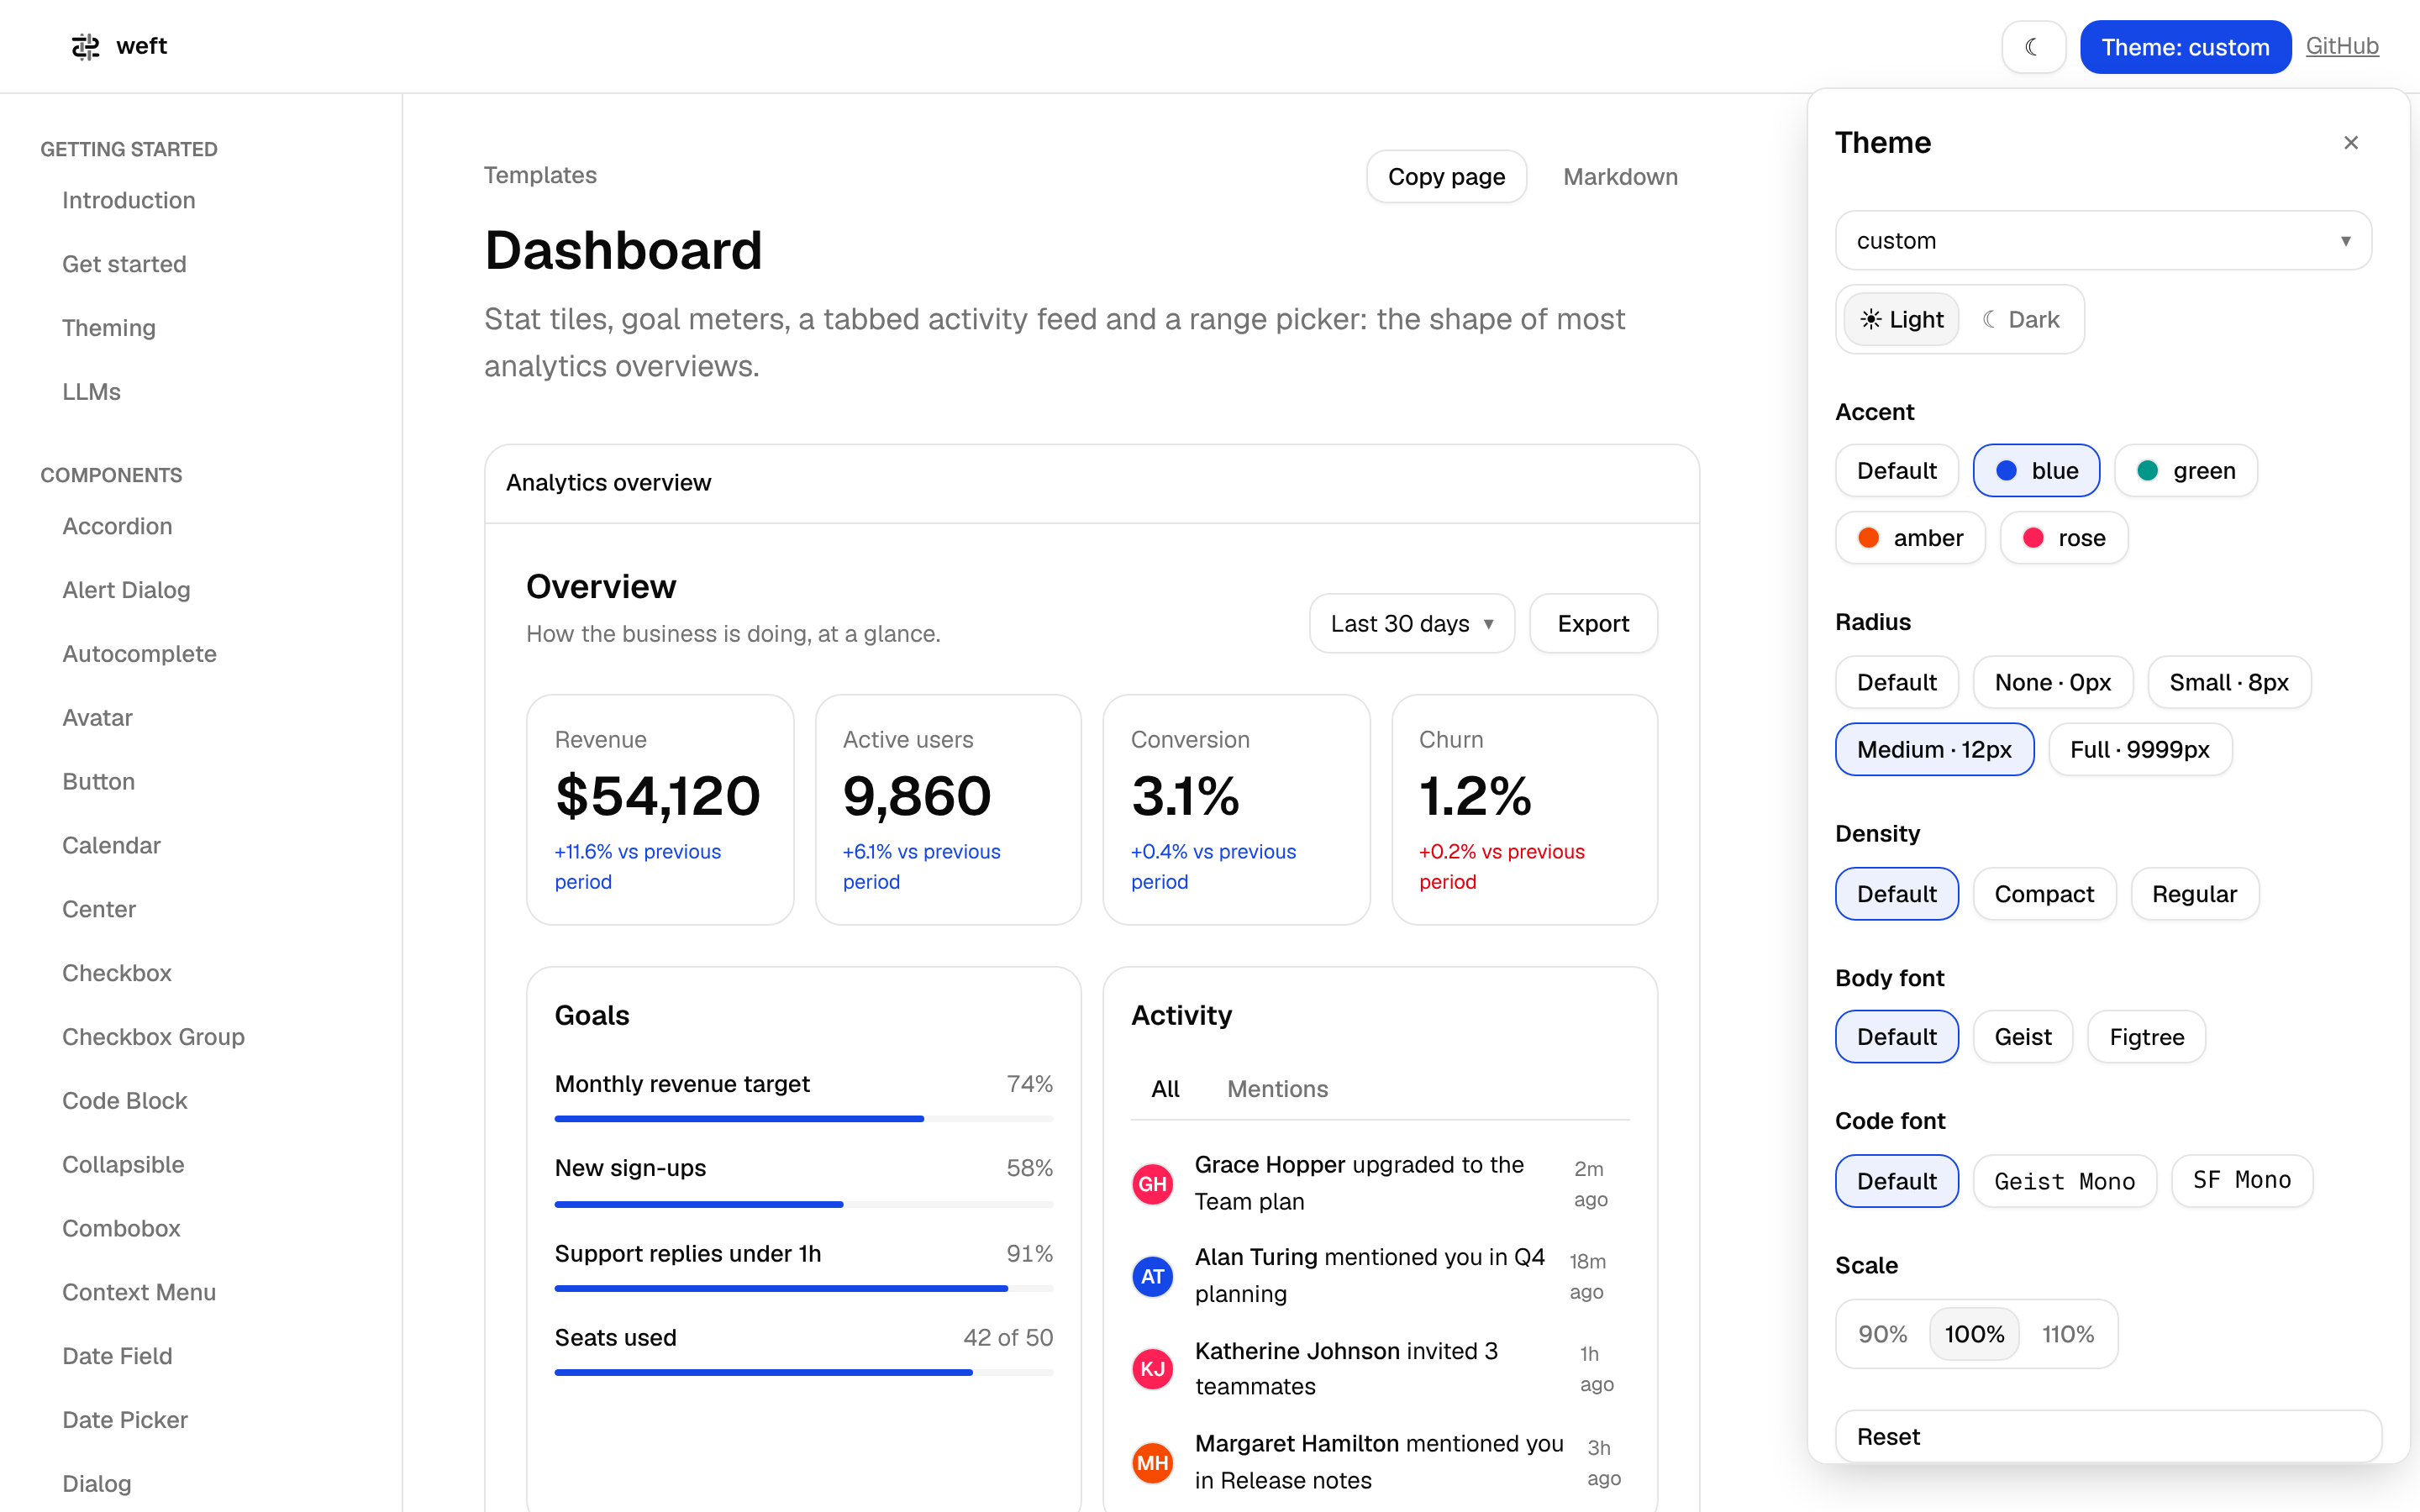 weft
☾
Theme: custom
GitHub
GETTING STARTED
Introduction
Get started
Theming
LLMs
COMPONENTS
Accordion
Alert Dialog
Autocomplete
Avatar
Button
Calendar
Center
Checkbox
Checkbox Group
Code Block
Collapsible
Combobox
Context Menu
Date Field
Date Picker
Dialog
Templates
Copy page
Markdown
Dashboard
Stat tiles, goal meters, a tabbed activity feed and a range picker: the shape of most
analytics overviews.
Analytics overview
Overview
How the business is doing, at a glance.
Last 30 days ▾
Export
Revenue
$54,120
+11.6% vs previous
period
Active users
9,860
+6.1% vs previous
period
Conversion
3.1%
+0.4% vs previous
period
Churn
1.2%
+0.2% vs previous
period
Goals
Monthly revenue target 74%
New sign-ups 58%
Support replies under 1h 91%
Seats used 42 of 50
Activity
All Mentions
GH
Grace Hopper upgraded to the
Team plan
2m
ago
AT
Alan Turing mentioned you in Q4
planning
18m
ago
KJ
Katherine Johnson invited 3
teammates
1h
ago
MH
Margaret Hamilton mentioned you
in Release notes
3h
ago
Theme
×
custom ▾
☀ Light ☾ Dark
Accent
Default blue green
amber rose
Radius
Default None · 0px Small · 8px
Medium · 12px Full · 9999px
Density
Default Compact Regular
Body font
Default Geist Figtree
Code font
Default Geist Mono SF Mono
Scale
90% 100% 110%
Reset